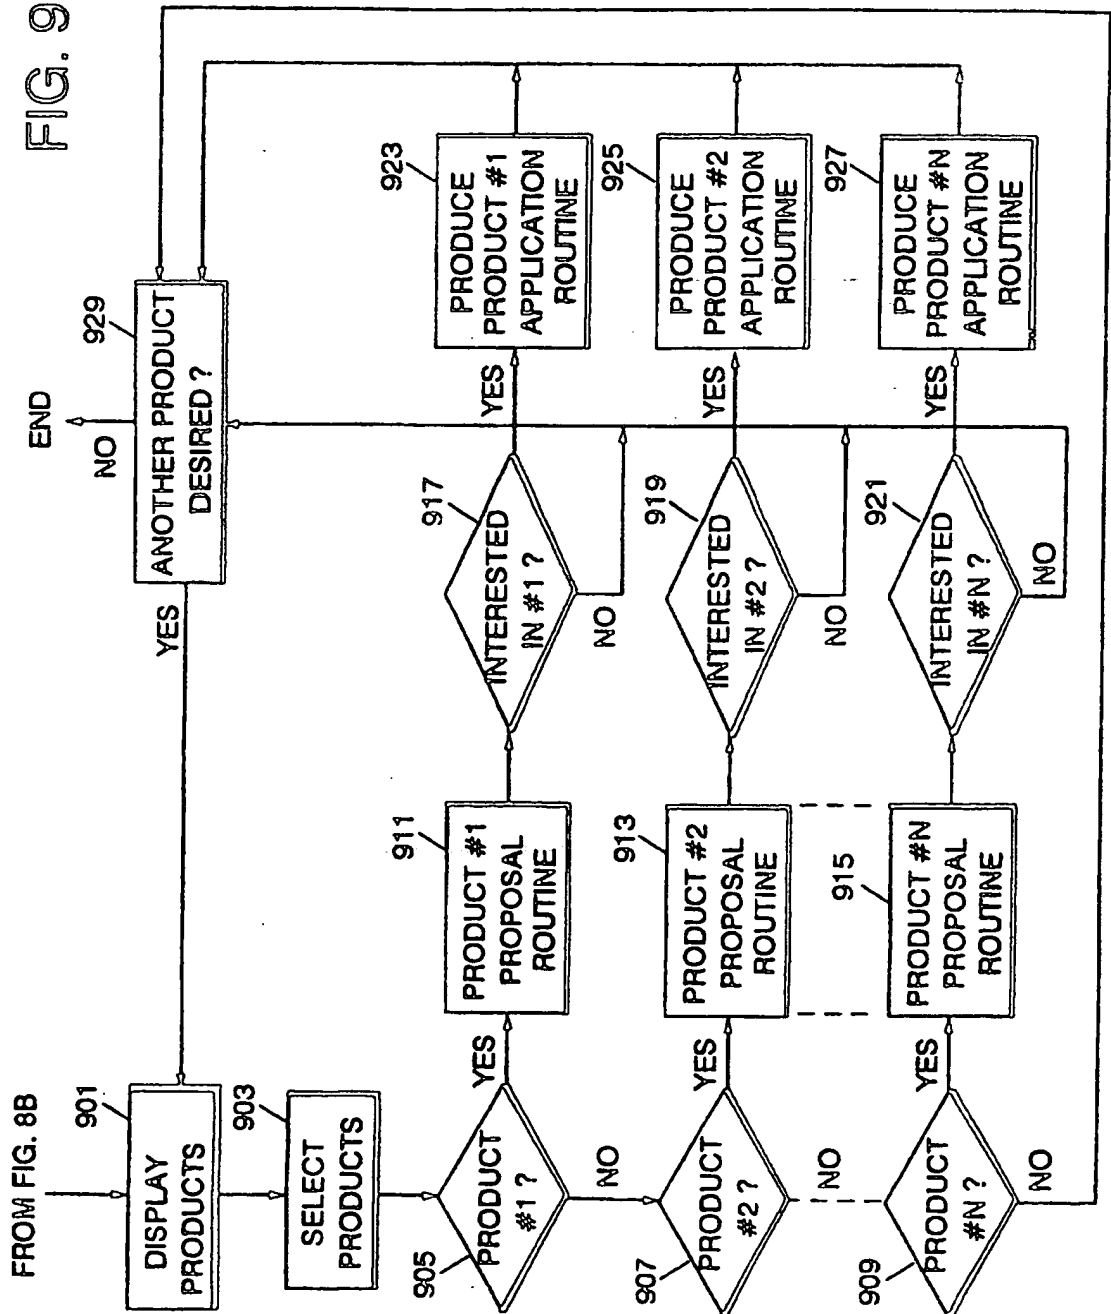 FIG. 9
FROM FIG. 8B
901
DISPLAY
PRODUCTS
903
SELECT
PRODUCTS
END
NO
929
ANOTHER PRODUCT
DESIRED ?
YES
905
PRODUCT
#1 ?
YES
NO
911
PRODUCT #1
PROPOSAL
ROUTINE
917
INTERESTED
IN #1 ?
YES
NO
923
PRODUCE
PRODUCT #1
APPLICATION
ROUTINE
907
PRODUCT
#2 ?
YES
NO
913
PRODUCT #2
PROPOSAL
ROUTINE
919
INTERESTED
IN #2 ?
YES
NO
925
PRODUCE
PRODUCT #2
APPLICATION
ROUTINE
909
PRODUCT
#N ?
YES
NO
915
PRODUCT #N
PROPOSAL
ROUTINE
921
INTERESTED
IN #N ?
YES
NO
927
PRODUCE
PRODUCT #N
APPLICATION
ROUTINE